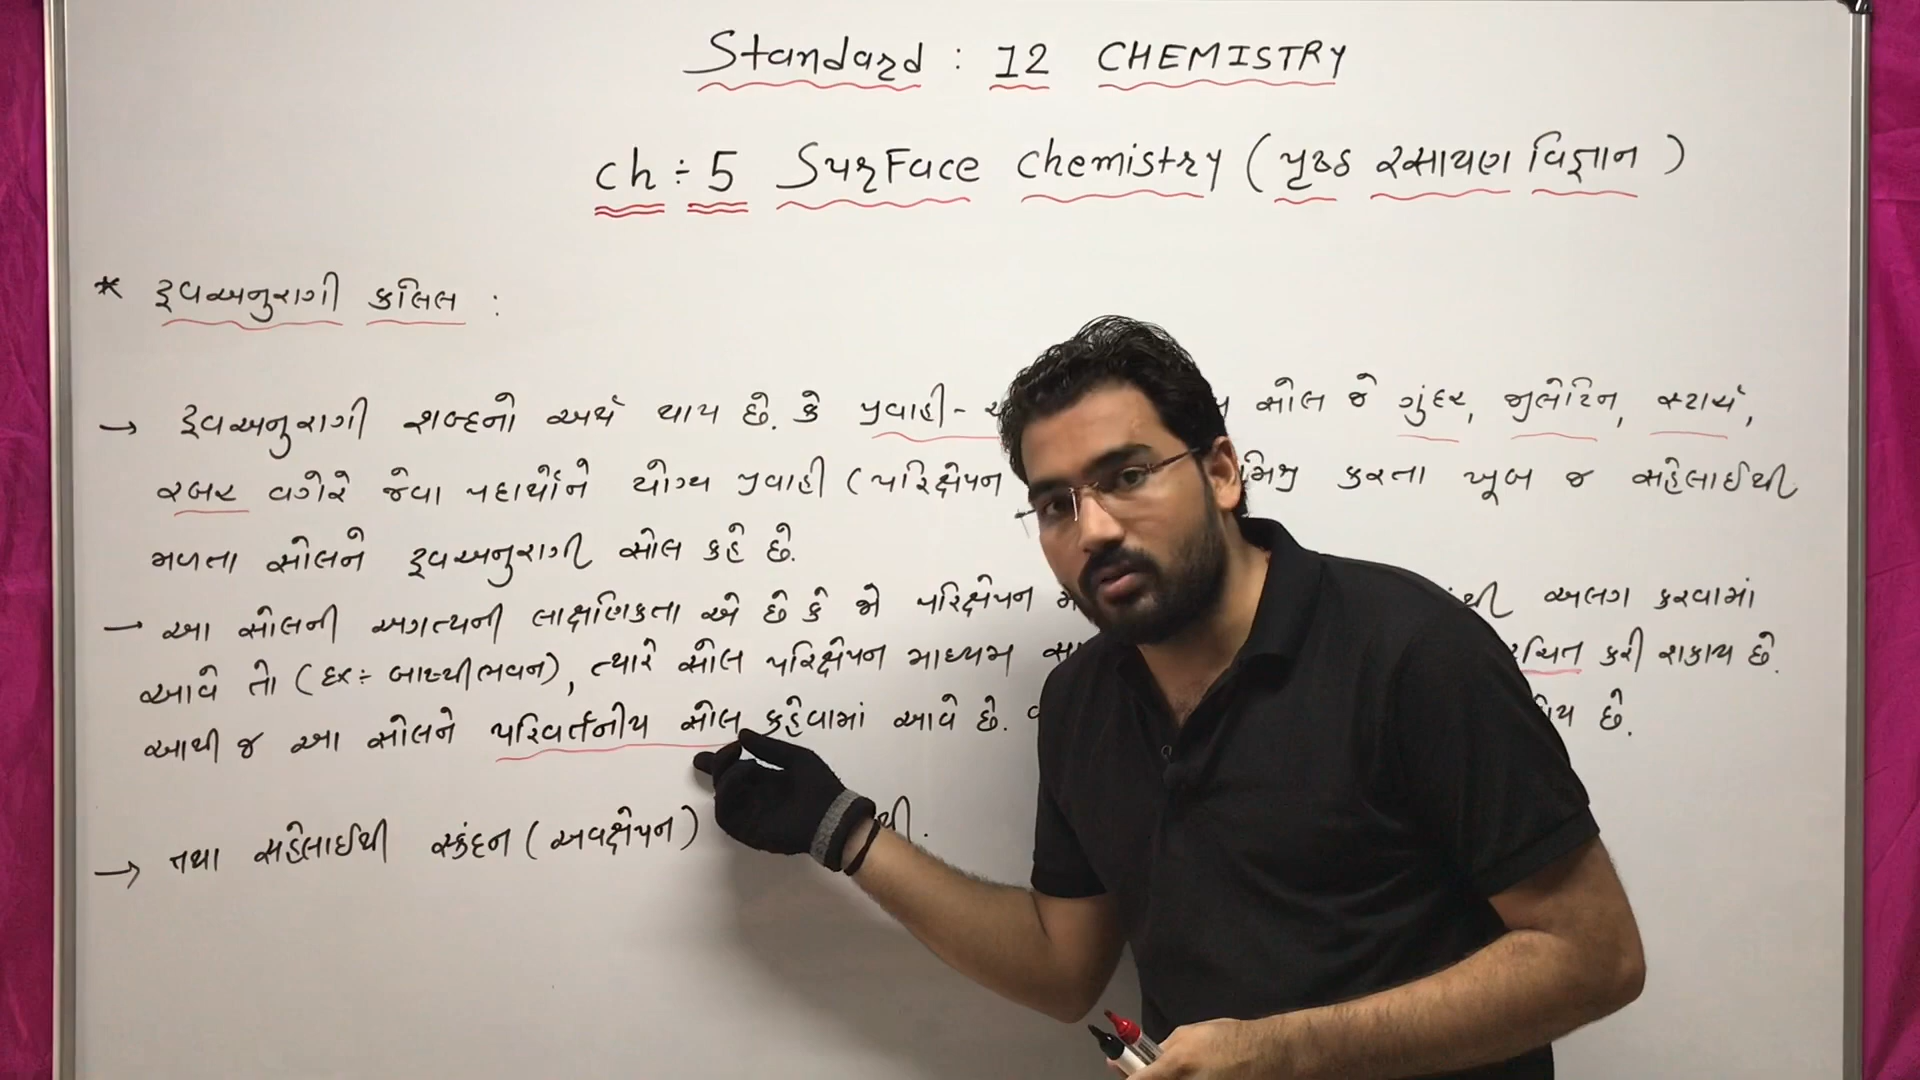 Standard : 12 CHEMISTRY
ch ÷ 5 Surface Chemistry (પૃષ્ઠ રસાયણ વિજ્ઞાન)
* દ્રવઅનુરાગી કલિલ :
→ દ્રવઅનુરાગી શબ્દનો અર્થ થાય છે. કે પ્રવાહી- સોલ જે ગુંદર, જીલેટિન, સ્ટાર્ચ,
રબર વગેરે જેવા પદાર્થોને યોગ્ય પ્રવાહી (પરિક્ષેપન મિશ્ર કરતા ખૂબ જ સહેલાઈથી
મળતા સોલને દ્રવઅનુરાગી સોલ કહે છે.
→ આ સોલની અગત્યની લાક્ષણિકતા એ છે કે જો પરિક્ષેપન અલગ કરવામાં
આવે તો (દા.ત ÷ બાષ્પીભવન), ત્યારે સોલ પરિક્ષેપન માધ્યમ કરી શકાય છે.
આથી જ આ સોલને પરિવર્તનીય સોલ કહેવામાં આવે છે. છે.
→ તથા સહેલાઈથી સ્કંદન (અવક્ષેપન)